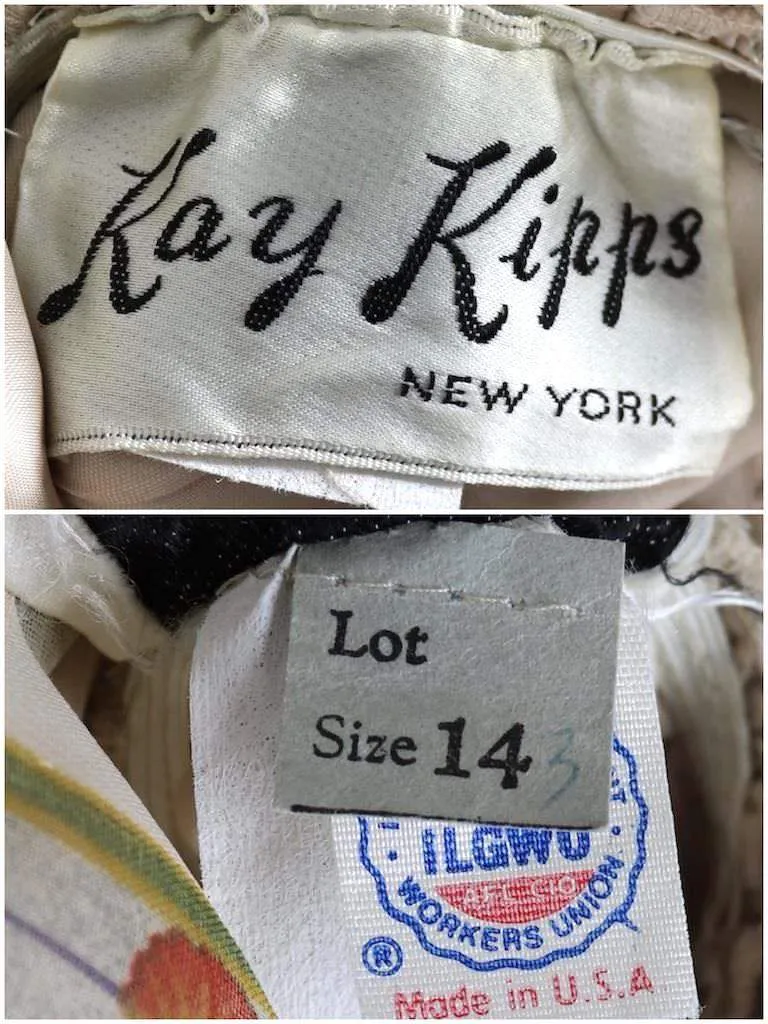 Kay Kipps
NEW YORK
Lot
Size 14 3
ILGWU
AFL-CIO
WORKERS UNION
®
Made in U.S.A